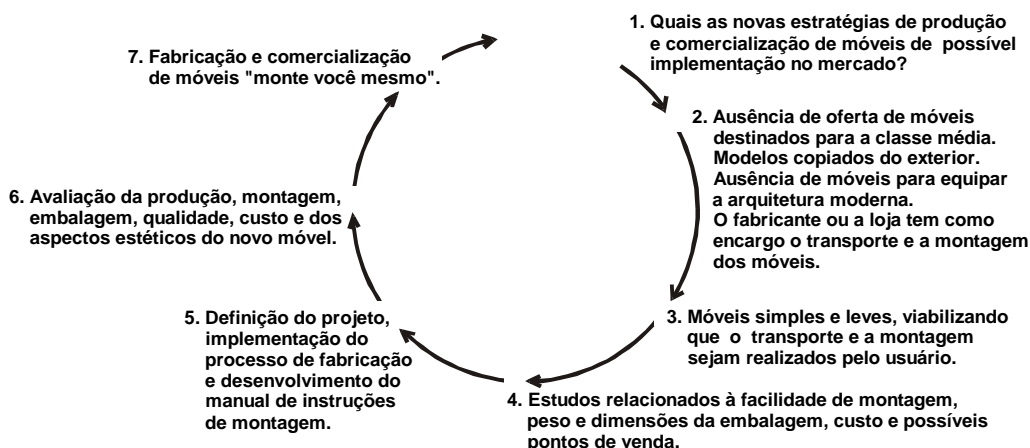 1. Quais as novas estratégias de produção
e comercialização de móveis de possível
implementação no mercado?
2. Ausência de oferta de móveis
destinados para a classe média.
Modelos copiados do exterior.
Ausência de móveis para equipar
a arquitetura moderna.
O fabricante ou a loja tem como
encargo o transporte e a montagem
dos móveis.
3. Móveis simples e leves, viabilizando
que o transporte e a montagem
sejam realizados pelo usuário.
4. Estudos relacionados à facilidade de montagem,
peso e dimensões da embalagem, custo e possíveis
pontos de venda.
5. Definição do projeto,
implementação do
processo de fabricação
e desenvolvimento do
manual de instruções
de montagem.
6. Avaliação da produção, montagem,
embalagem, qualidade, custo e dos
aspectos estéticos do novo móvel.
7. Fabricação e comercialização
de móveis "monte você mesmo".